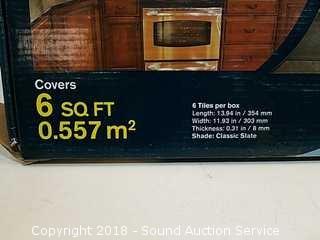 Covers
6 SQ FT
0.557 m²
6 Tiles per box
Length: 13.94 in / 354 mm
Width: 11.93 in / 303 mm
Thickness: 0.31 in / 8 mm
Shade: Classic Slate
Copyright 2018 - Sound Auction Service